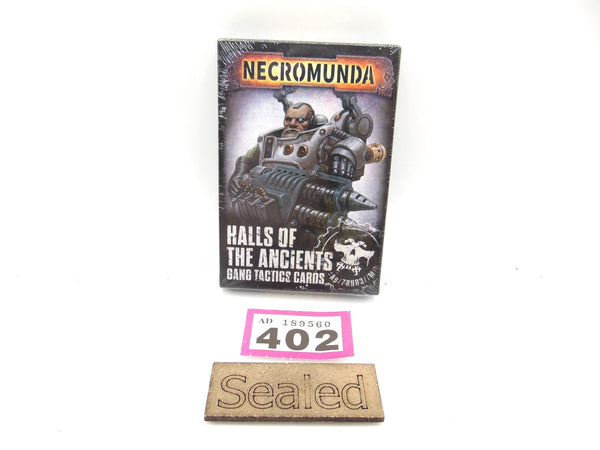 NECROMUNDA
HALLS OF
THE ANCIENTS
GANG TACTICS CARDS
AD 189560
402
Sealed